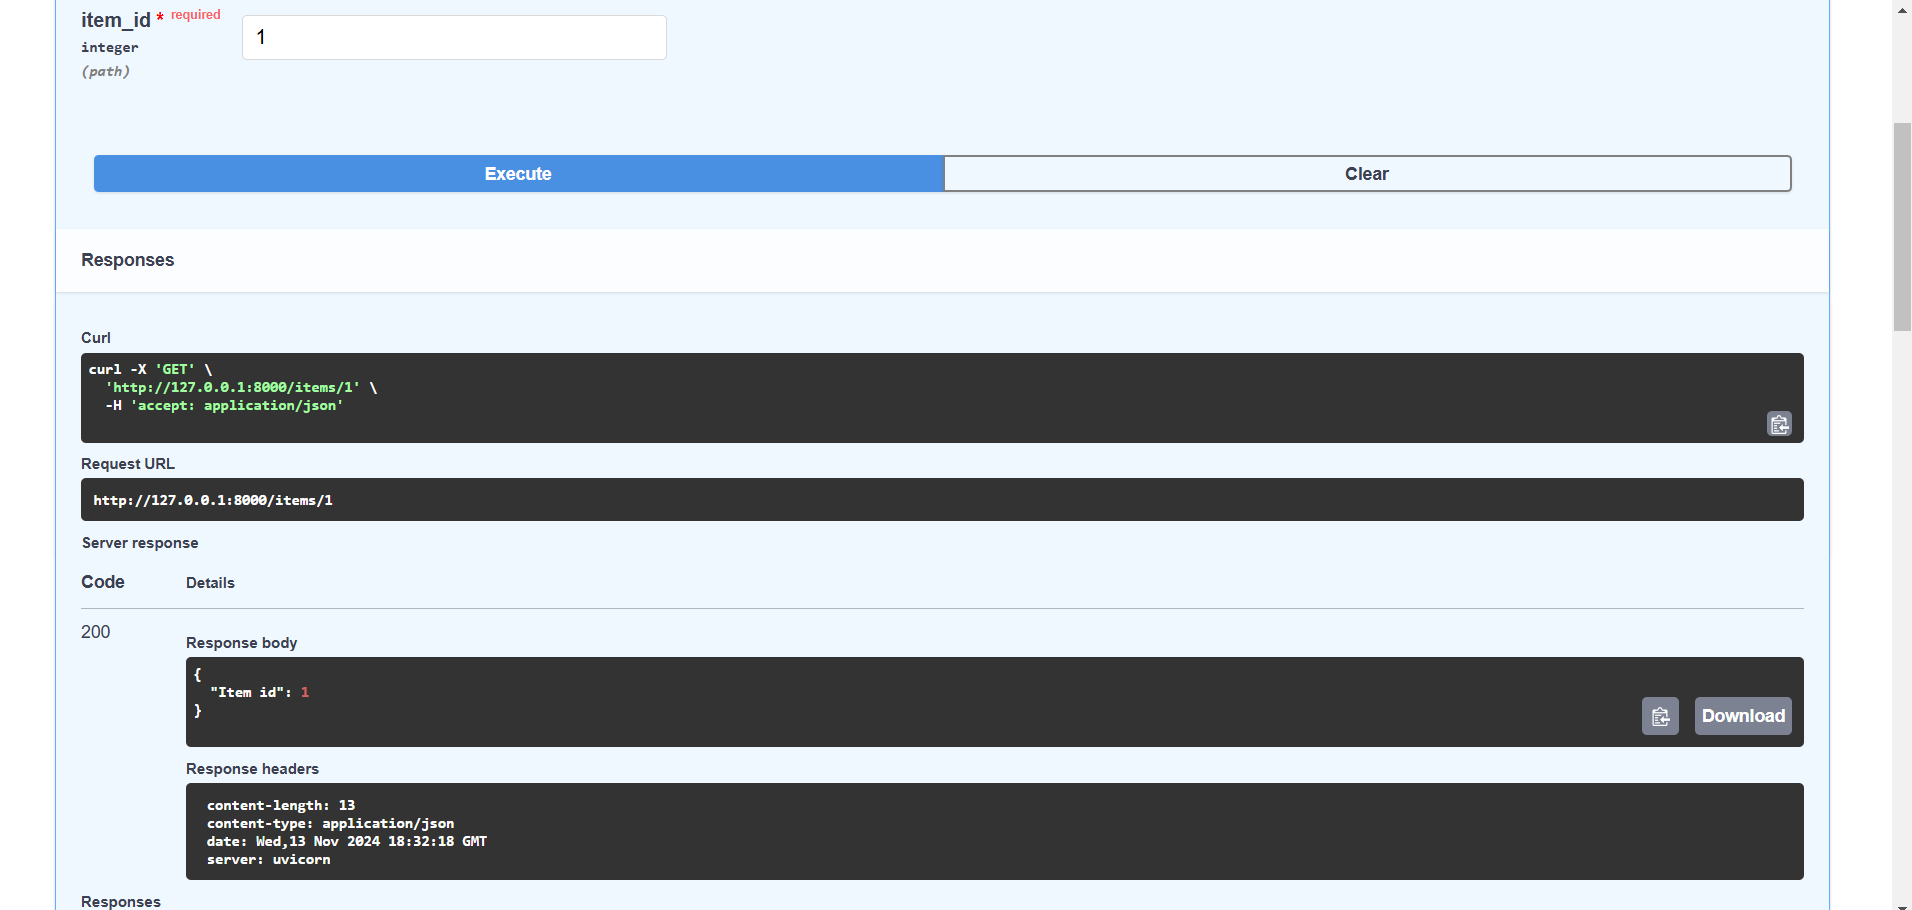 item_id * required
1
integer
(path)
Execute
Clear
Responses
Curl
curl -X 'GET' \
  'http://127.0.0.1:8000/items/1' \
  -H 'accept: application/json'
Request URL
http://127.0.0.1:8000/items/1
Server response
Code Details
200
Response body
{
  "Item id": 1
}
Download
Response headers
content-length: 13
content-type: application/json
date: Wed,13 Nov 2024 18:32:18 GMT
server: uvicorn
Responses